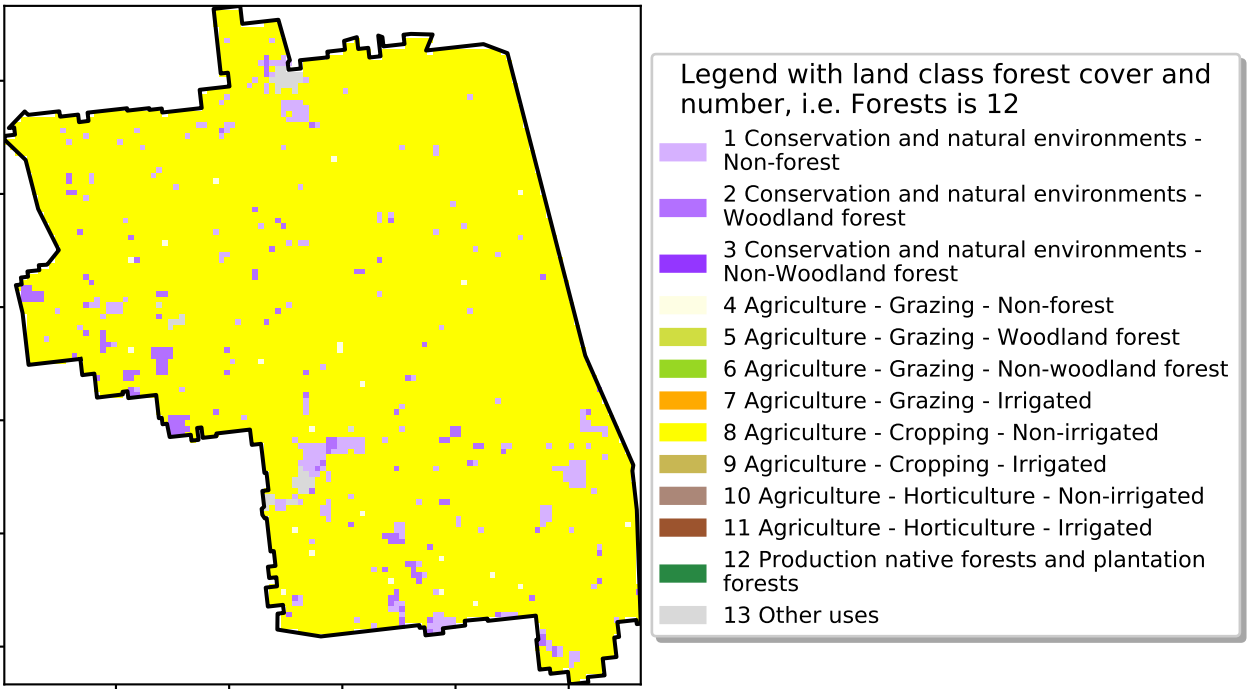 Legend with land class forest cover and
number, i.e. Forests is 12
1 Conservation and natural environments -
Non-forest
2 Conservation and natural environments -
Woodland forest
3 Conservation and natural environments -
Non-Woodland forest
4 Agriculture - Grazing - Non-forest
5 Agriculture - Grazing - Woodland forest
6 Agriculture - Grazing - Non-woodland forest
7 Agriculture - Grazing - Irrigated
8 Agriculture - Cropping - Non-irrigated
9 Agriculture - Cropping - Irrigated
10 Agriculture - Horticulture - Non-irrigated
11 Agriculture - Horticulture - Irrigated
12 Production native forests and plantation
forests
13 Other uses